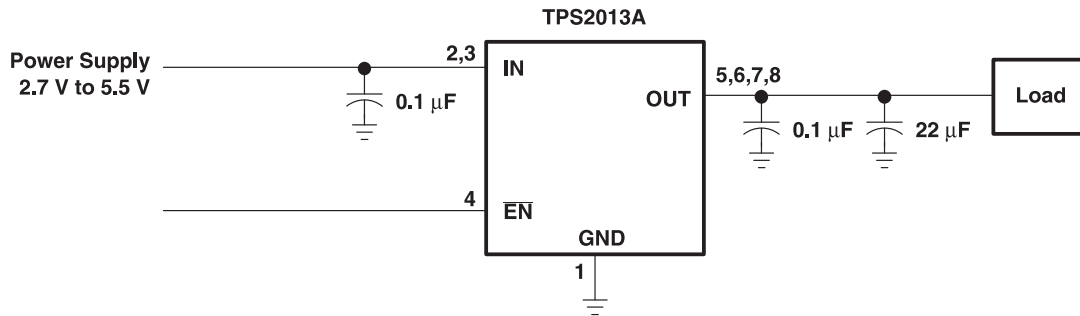 TPS2013A
Power Supply
2.7 V to 5.5 V
2,3
IN
0.1 μF
5,6,7,8
OUT
Load
0.1 μF
22 μF
4
E̅N̅
GND
1